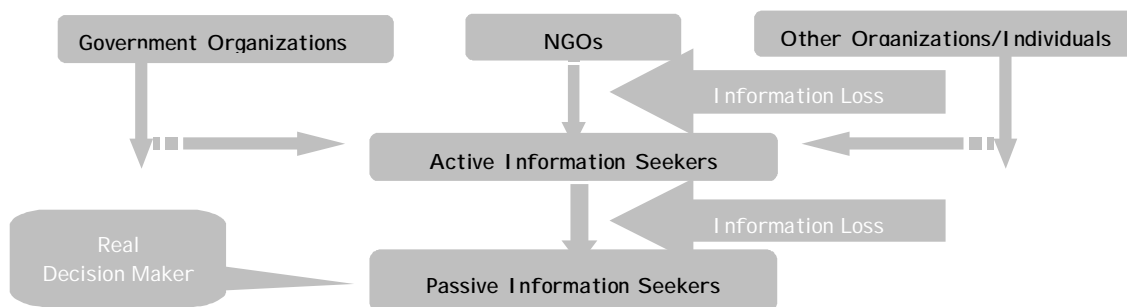 Government Organizations
NGOs
Other Organizations/Individuals
Information Loss
Active Information Seekers
Information Loss
Real
Decision Maker
Passive Information Seekers